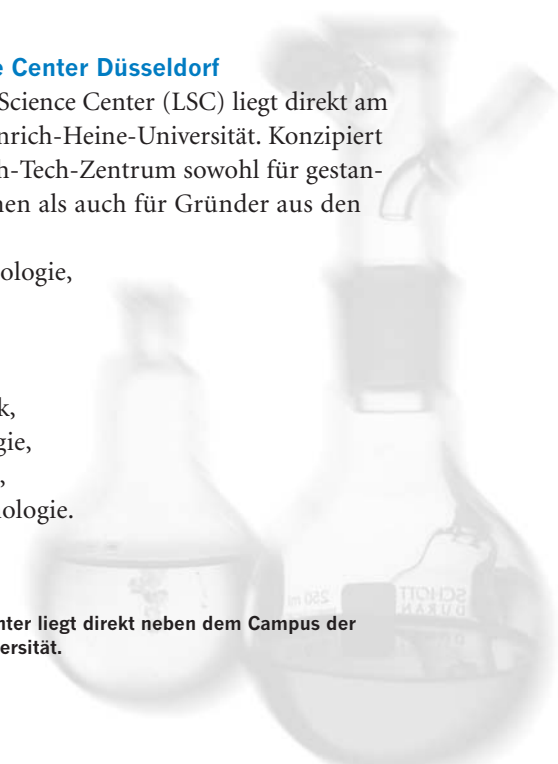 e Center Düsseldorf
Science Center (LSC) liegt direkt am
nrich-Heine-Universität. Konzipiert
h-Tech-Zentrum sowohl für gestan-
nen als auch für Gründer aus den
ologie,
k,
gie,
,
nologie.
250 ml
SCHOTT
DURAN
nter liegt direkt neben dem Campus der
ersität.